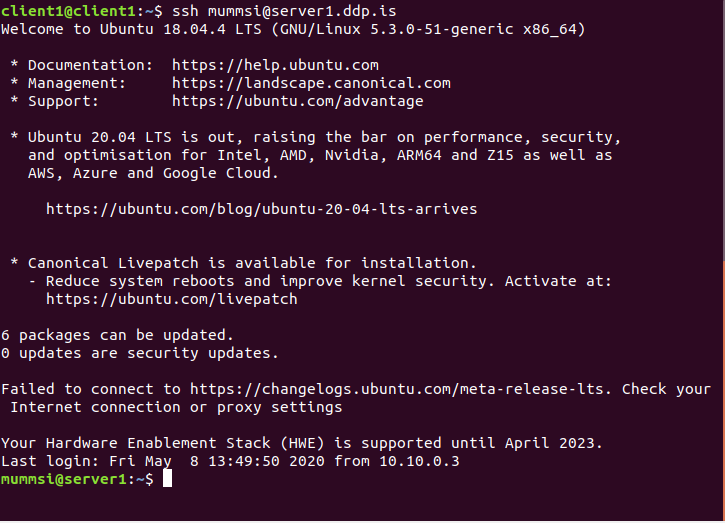 client1@client1:~$ ssh mummsi@server1.ddp.is
Welcome to Ubuntu 18.04.4 LTS (GNU/Linux 5.3.0-51-generic x86_64)
* Documentation:  https://help.ubuntu.com
* Management:     https://landscape.canonical.com
* Support:        https://ubuntu.com/advantage
* Ubuntu 20.04 LTS is out, raising the bar on performance, security,
and optimisation for Intel, AMD, Nvidia, ARM64 and Z15 as well as
AWS, Azure and Google Cloud.
https://ubuntu.com/blog/ubuntu-20-04-lts-arrives
* Canonical Livepatch is available for installation.
- Reduce system reboots and improve kernel security. Activate at:
https://ubuntu.com/livepatch
6 packages can be updated.
0 updates are security updates.
Failed to connect to https://changelogs.ubuntu.com/meta-release-lts. Check your
Internet connection or proxy settings
Your Hardware Enablement Stack (HWE) is supported until April 2023.
Last login: Fri May  8 13:49:50 2020 from 10.10.0.3
mummsi@server1:~$